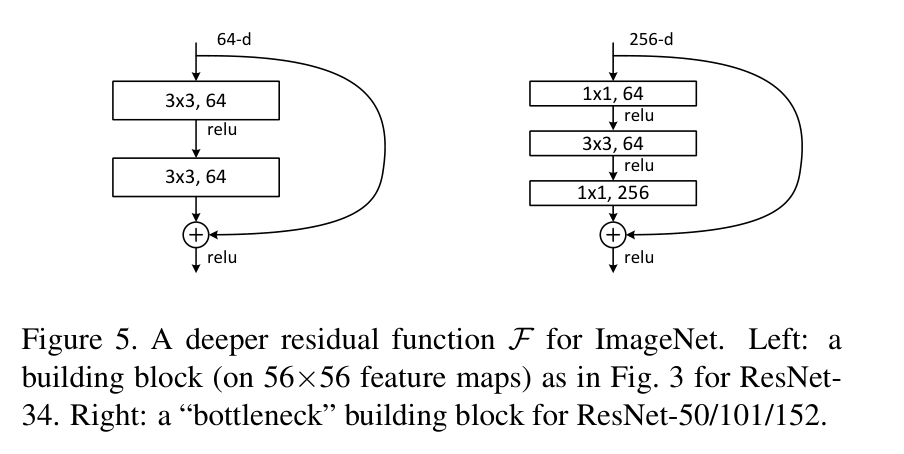 64-d
3x3, 64
relu
3x3, 64
+
relu
256-d
1x1, 64
relu
3x3, 64
relu
1x1, 256
+
relu
Figure 5. A deeper residual function F for ImageNet. Left: a
building block (on 56×56 feature maps) as in Fig. 3 for ResNet-
34. Right: a “bottleneck” building block for ResNet-50/101/152.